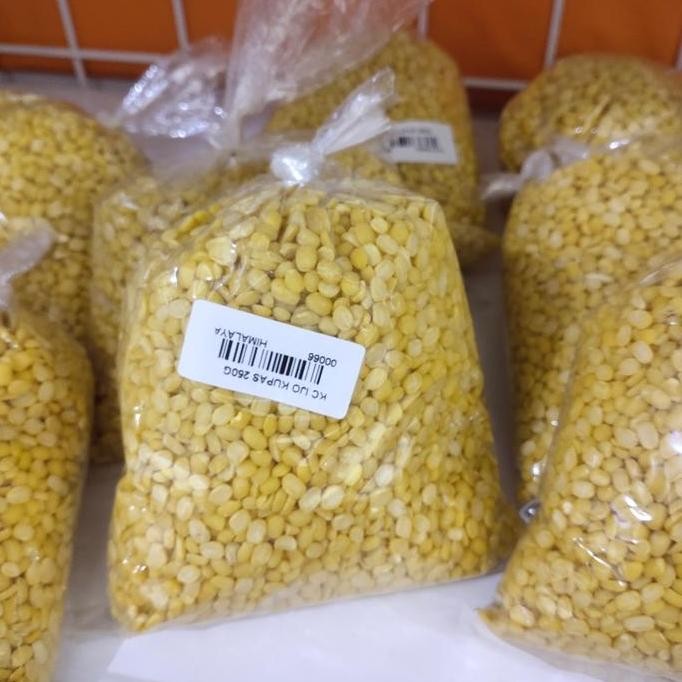 KC IJO KUPAS 250G
00066
HIMALAYA